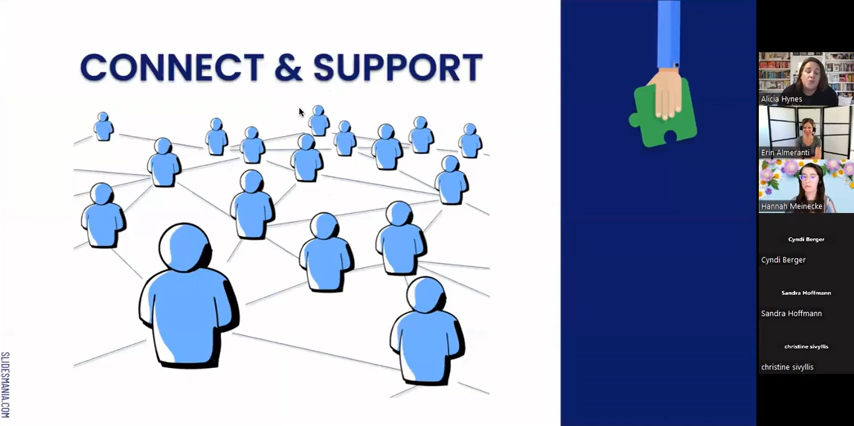 CONNECT & SUPPORT
SLIDESMANIA.COM
Alicia Hynes
Erin Almeranti
Hannah Meinecke
Cyndi Berger
Cyndi Berger
Sandra Hoffmann
Sandra Hoffmann
christine sivyllis
christine sivyllis